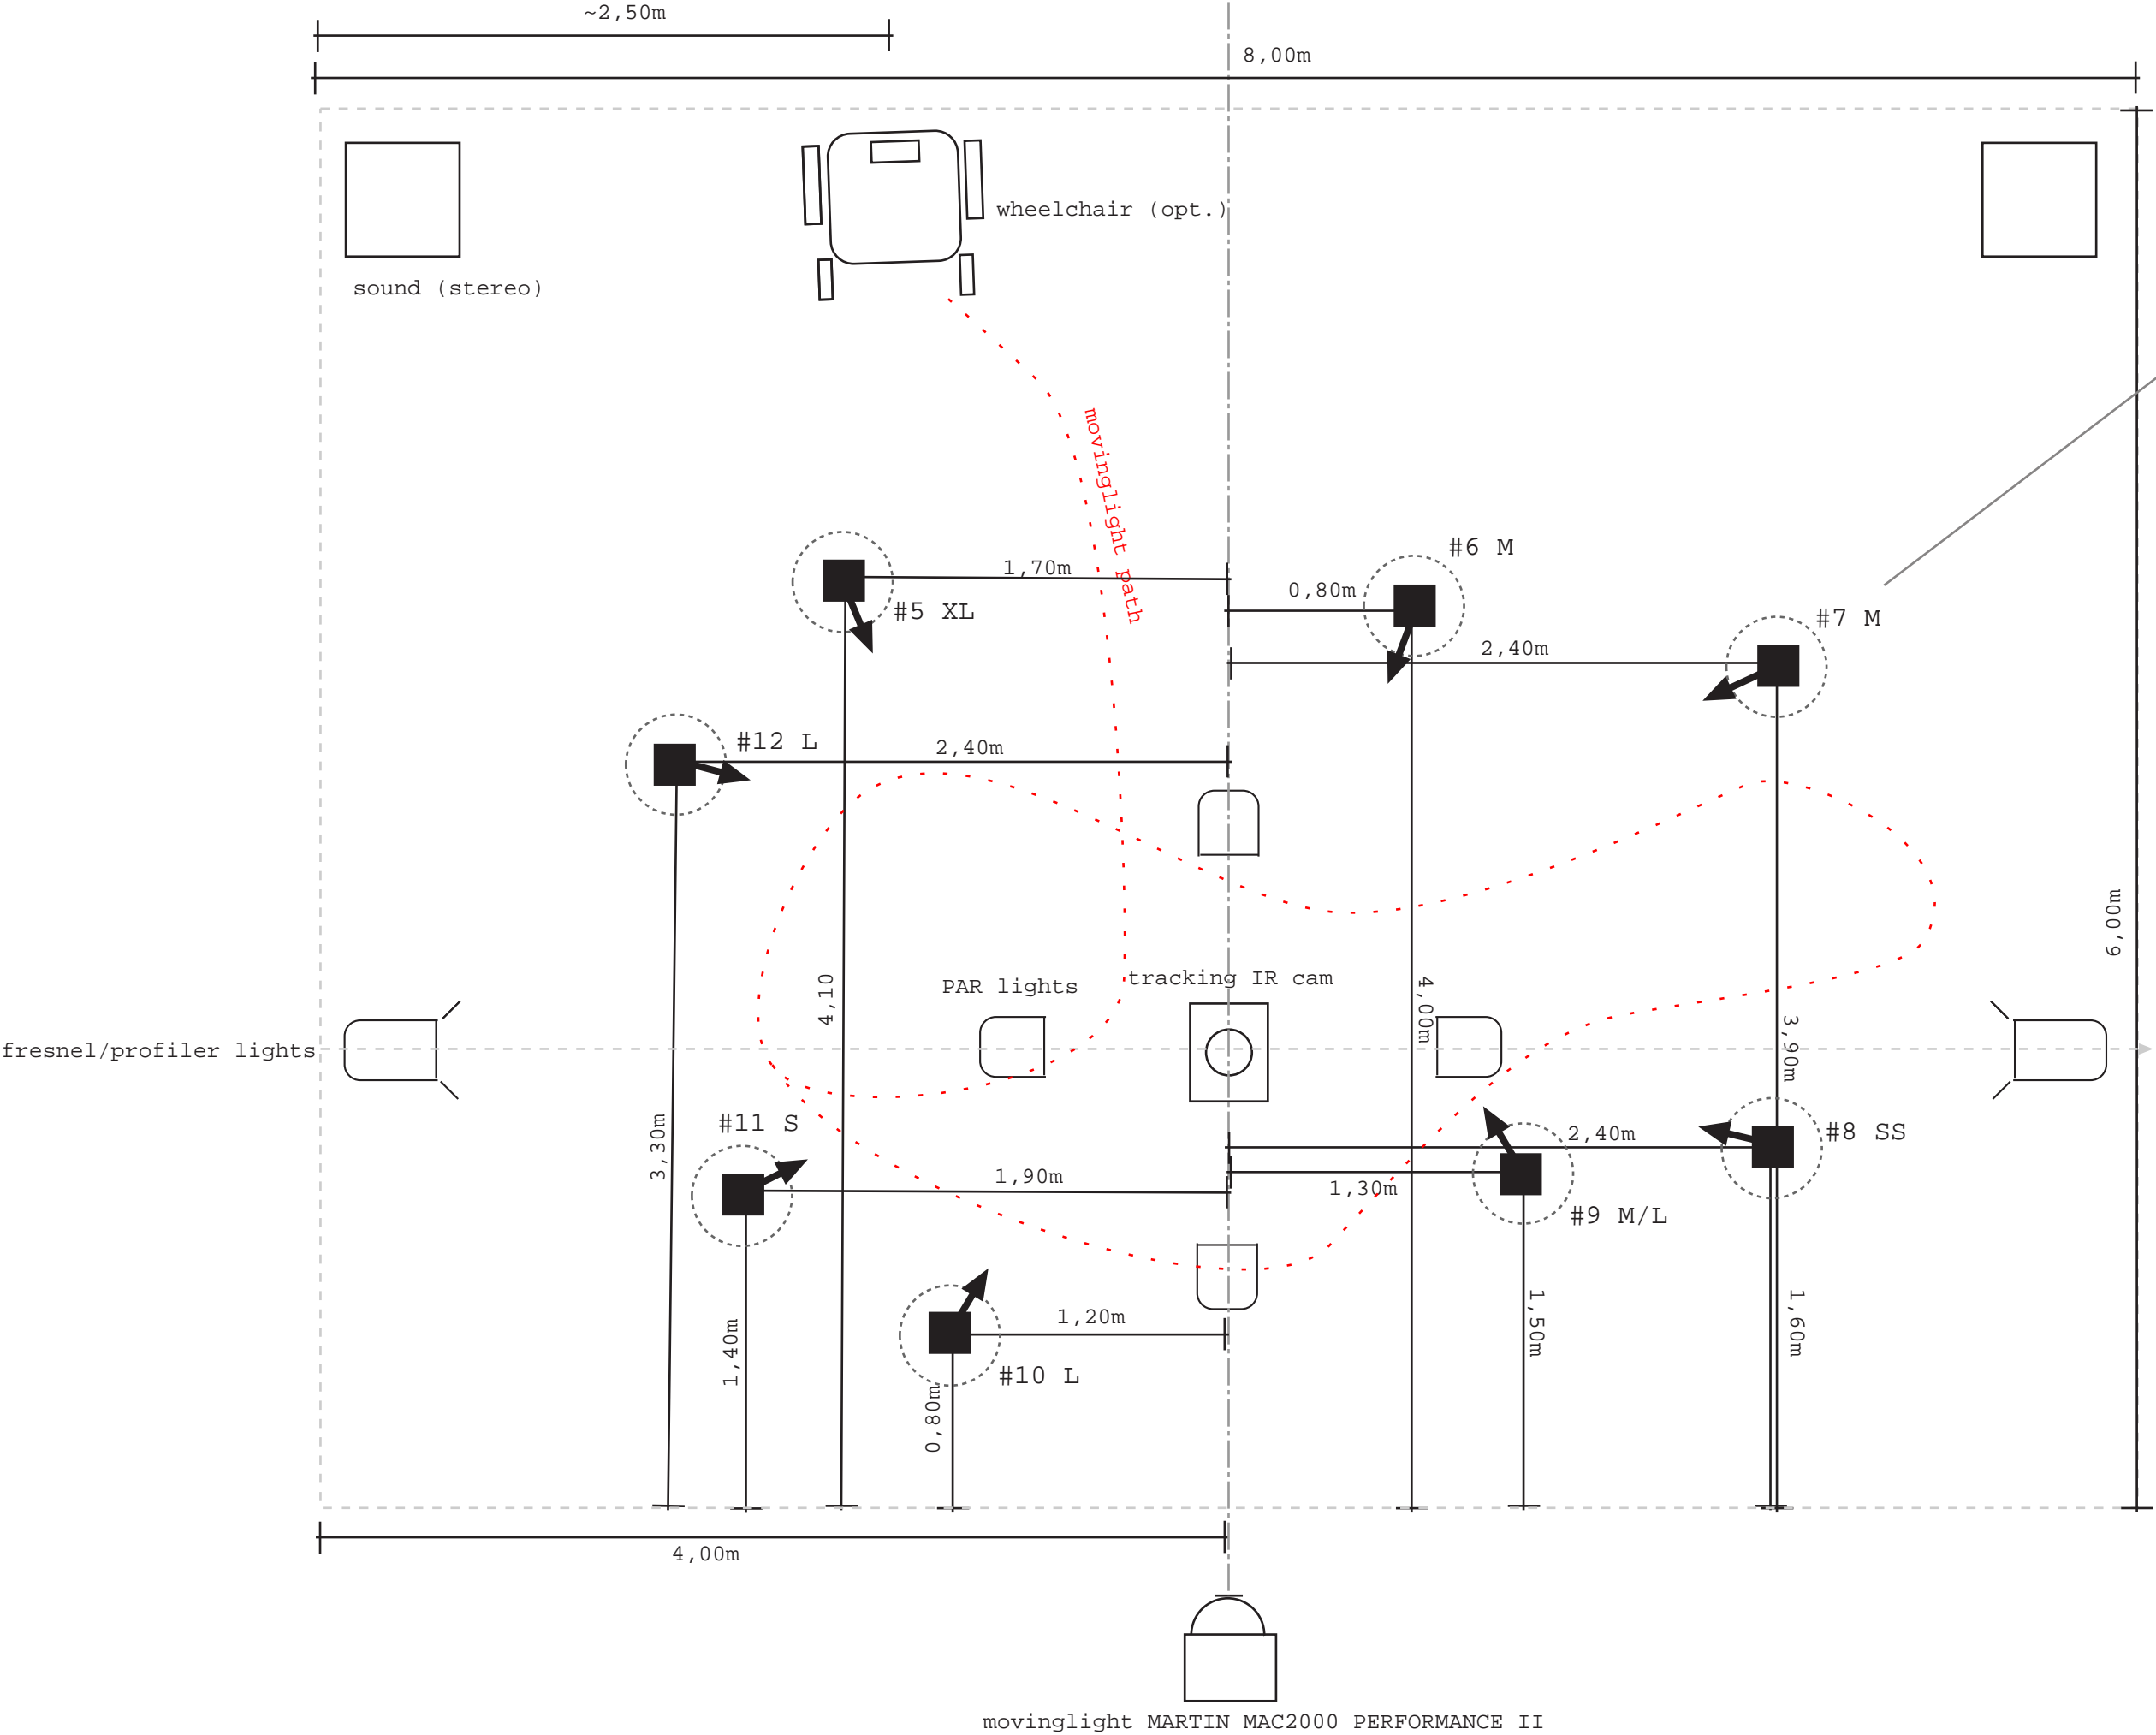 ~2,50m
8,00m
wheelchair (opt.)
sound (stereo)
movinglight path
#6 M
1,70m
0,80m
#5 XL
#7 M
2,40m
#12 L
2,40m
6,00m
tracking IR cam
PAR lights
4,10
4,00m
3,90m
fresnel/profiler lights
#11 S
3,30m
2,40m
#8 SS
1,90m
1,30m
#9 M/L
1,40m
1,20m
1,50m
1,60m
#10 L
0,80m
4,00m
movinglight MARTIN MAC2000 PERFORMANCE II